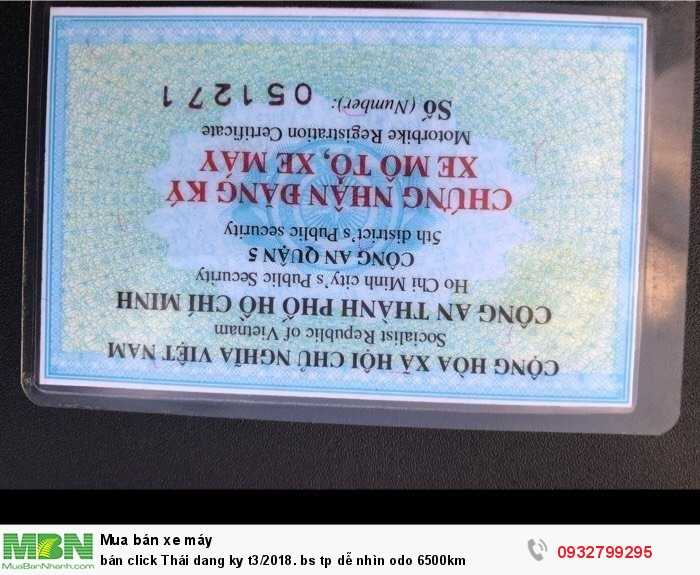 CỘNG HÒA XÃ HỘI CHỦ NGHĨA VIỆT NAM
Socialist Republic of Vietnam
CÔNG AN THÀNH PHỐ HỒ CHÍ MINH
Ho Chi Minh city's Public Security
CÔNG AN QUẬN 5
5th district's Public security
CHỨNG NHẬN ĐĂNG KÝ
XE MÔ TÔ, XE MÁY
Motorbike Registration Certificate
SỐ (Number): 051271
MBN
MuaBanNhanh.com
Mua bán xe máy
bán click Thái dang ky t3/2018. bs tp dễ nhìn odo 6500km
0932799295